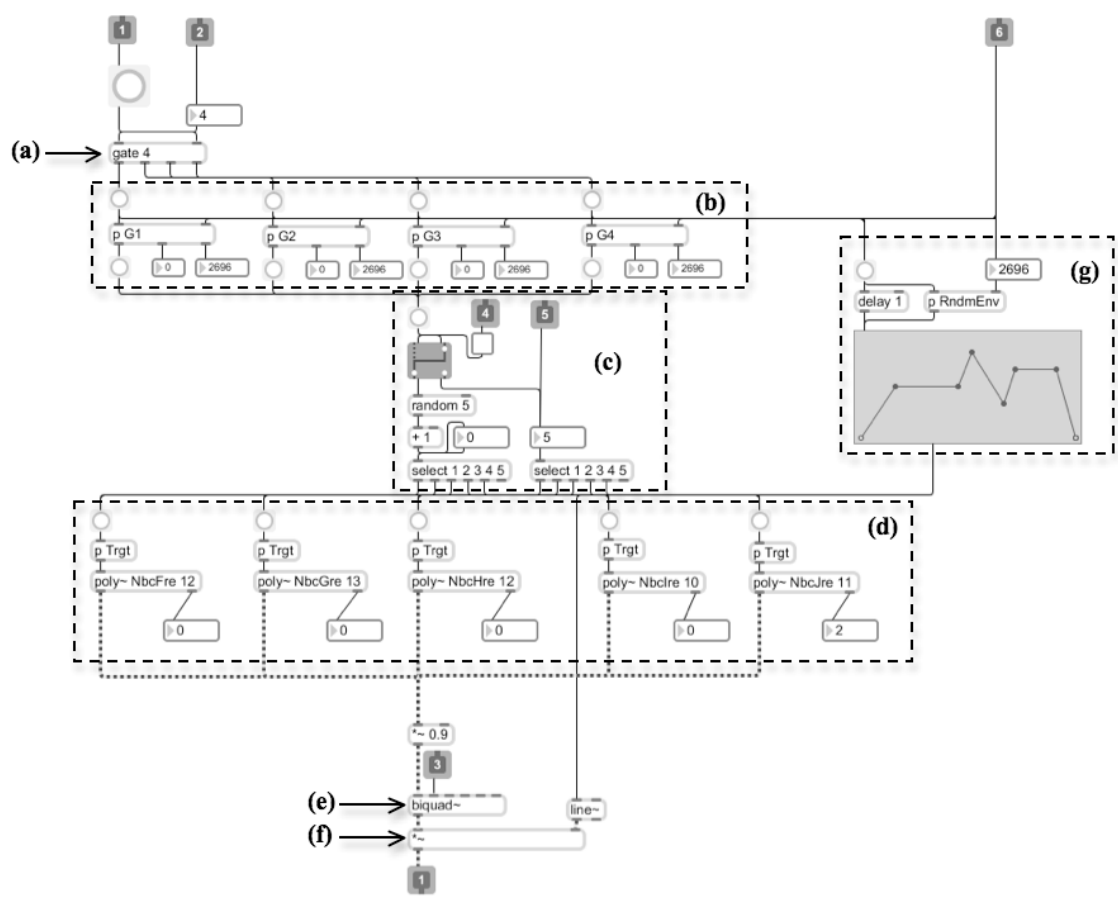 1 2 6
4
(a) gate 4
(b)
p G1 p G2 p G3 p G4
0 2696 0 2696 0 2696 0 2696
2696 (g)
delay 1 p RndmEnv
4 5
(c)
random 5
+ 1 0 5
select 1 2 3 4 5 select 1 2 3 4 5
(d)
p Trgt p Trgt p Trgt p Trgt p Trgt
poly~ NbcFre 12 poly~ NbcGre 13 poly~ NbcHre 12 poly~ NbcIre 10 poly~ NbcJre 11
0 0 0 0 2
*~ 0.9
3
(e) biquad~ line~
(f) *~
1